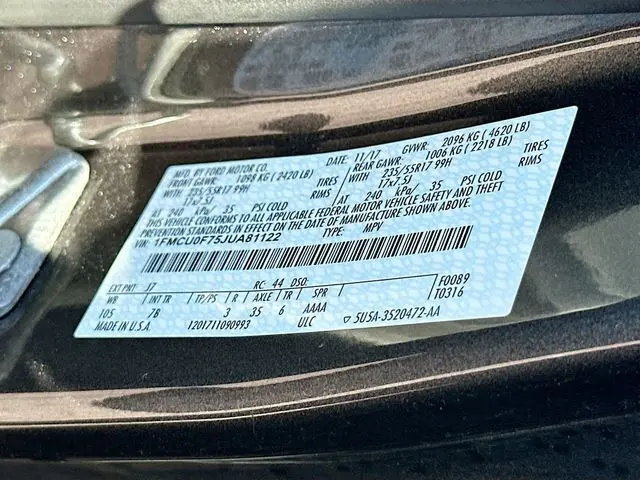 MFD. BY FORD MOTOR CO.
DATE: 11/17 GVWR: 2096 KG ( 4620 LB)
FRONT GAWR: 1098 KG ( 2420 LB)
REAR GAWR: 1006 KG ( 2218 LB)
WITH 235/55R17 99H TIRES
WITH 235/55R17 99H TIRES
17x7.5J RIMS
17x7.5J RIMS
AT 240 kPa/ 35 PSI COLD
AT 240 kPa/ 35 PSI COLD
THIS VEHICLE CONFORMS TO ALL APPLICABLE FEDERAL MOTOR VEHICLE SAFETY AND THEFT
PREVENTION STANDARDS IN EFFECT ON THE DATE OF MANUFACTURE SHOWN ABOVE.
VIN: 1FMCU0F75JUA81122 TYPE: MPV
EXT PNT: J7 RC: 44 DSO: F0089
WB INT TR TP/PS R AXLE TR SPR T0316
105 78 3 35 6 AAAA
MADE IN U.S.A. 1201711090993 ULC ▽ 5U5A-3520472-AA